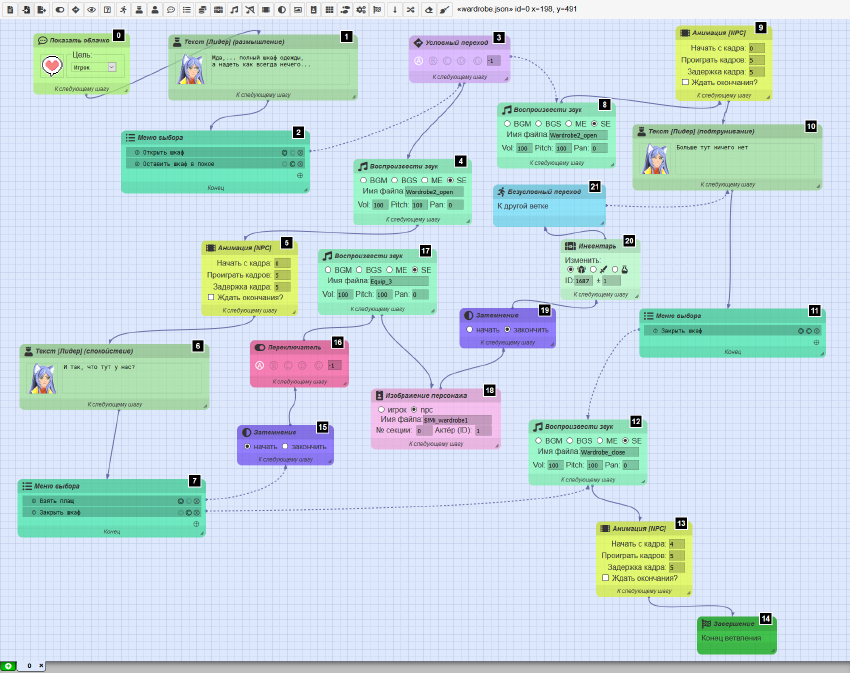 «wardrobe.json» id=0 x=198, y=491
Показать облачко 0
Цель:
Игрок
К следующему шагу
Текст [Лидер] (размышление) 1
Мда,... полный шкаф одежды,
а надеть как всегда нечего...
К следующему шагу
Меню выбора 2
Открыть шкаф
Оставить шкаф в покое
Конец
Условный переход 3
A B C D -1
К следующему шагу
Воспроизвести звук 4
BGM BGS ME SE
Имя файла Wardrobe2_open
Vol: 100 Pitch: 100 Pan: 0
К следующему шагу
Анимация [NPC] 5
Начать с кадра: 0
Проиграть кадров: 5
Задержка кадра: 5
Ждать окончания?
К следующему шагу
Текст [Лидер] (спокойствие) 6
И так, что тут у нас?
К следующему шагу
Меню выбора 7
Взять плащ
Закрыть шкаф
Конец
Воспроизвести звук 8
BGM BGS ME SE
Имя файла Wardrobe2_open
Vol: 100 Pitch: 100 Pan: 0
К следующему шагу
Анимация [NPC] 9
Начать с кадра: 0
Проиграть кадров: 5
Задержка кадра: 5
Ждать окончания?
К следующему шагу
Текст [Лидер] (подтрунивание) 10
Больше тут ничего нет
К следующему шагу
Меню выбора 11
Закрыть шкаф
Конец
Воспроизвести звук 12
BGM BGS ME SE
Имя файла Wardrobe_close
Vol: 100 Pitch: 100 Pan: 0
К следующему шагу
Анимация [NPC] 13
Начать с кадра: 4
Проиграть кадров: 5
Задержка кадра: 5
Ждать окончания?
К следующему шагу
Завершение 14
Конец ветвления
Затемнение 15
начать закончить
К следующему шагу
Переключатель 16
A B C D -1
К следующему шагу
Воспроизвести звук 17
BGM BGS ME SE
Имя файла Equip_3
Vol: 100 Pitch: 100 Pan: 0
К следующему шагу
Изображение персонажа 18
игрок npc
Имя файла $MV_wardrobe1
№ секции: 0 Актёр (ID): 1
К следующему шагу
Затемнение 19
начать закончить
К следующему шагу
Инвентарь 20
Изменить:
ID: 1687 ± 1
К следующему шагу
Безусловный переход 21
К другой ветке
0 ×